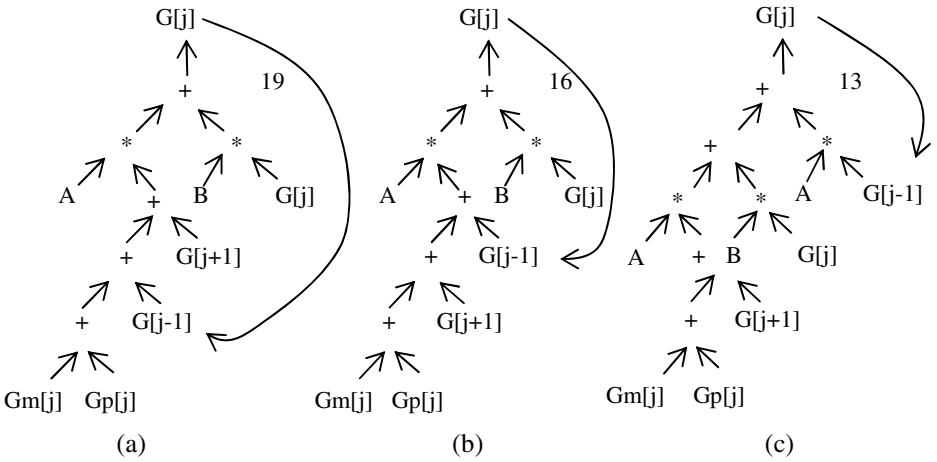 G[j] G[j] G[j]
19 16 13
+ + +
* * * * + *
A + B G[j] A + B G[j] * * A G[j-1]
+ G[j+1] + G[j-1] A + B G[j]
+ G[j-1] + G[j+1] + G[j+1]
Gm[j] Gp[j] Gm[j] Gp[j] Gm[j] Gp[j]
(a) (b) (c)